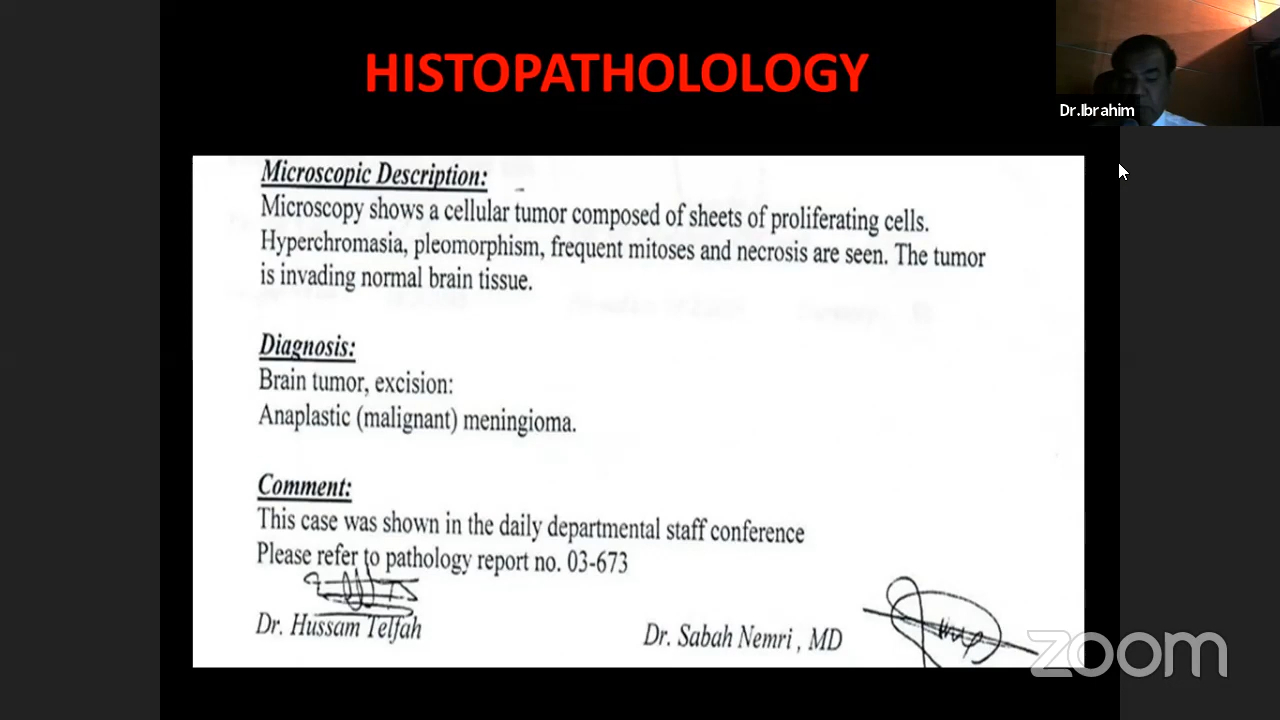 HISTOPATHOLOLOGY
Dr.Ibrahim
Microscopic Description:
Microscopy shows a cellular tumor composed of sheets of proliferating cells.
Hyperchromasia, pleomorphism, frequent mitoses and necrosis are seen. The tumor
is invading normal brain tissue.
Diagnosis:
Brain tumor, excision:
Anaplastic (malignant) meningioma.
Comment:
This case was shown in the daily departmental staff conference
Please refer to pathology report no. 03-673
Dr. Hussam Telfah
Dr. Sabah Nemri , MD
zoom